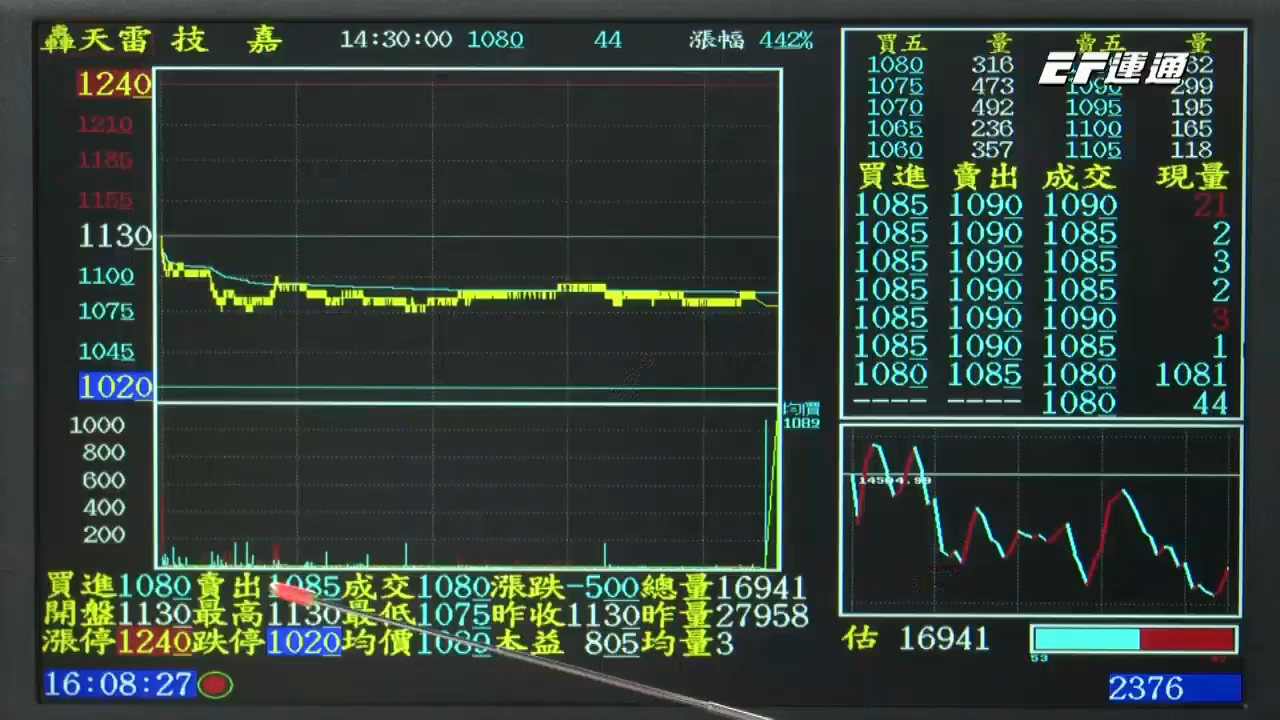 轟天雷 技 嘉 14:30:00 1080 44 漲幅 442%
EF運通
1240
1210
1185
1155
1130
1100
1075
1045
1020
1000
800
600
400
200
均價
1089
買五 量 賣五 量
1080 316
1075 473 1090 299
1070 492 1095 195
1065 236 1100 165
1060 357 1105 118
買進 賣出 成交 現量
1085 1090 1090 21
1085 1090 1085 2
1085 1090 1085 3
1085 1090 1085 2
1085 1090 1090 3
1085 1090 1085 1
1080 1085 1080 1081
---- ---- 1080 44
買進1080賣出1085成交1080漲跌-500總量16941
開盤1130最高1130最低1075昨收1130昨量27958
漲停1240跌停1020均價1089本益 805均量3
估 16941
53 47
16:08:27
2376